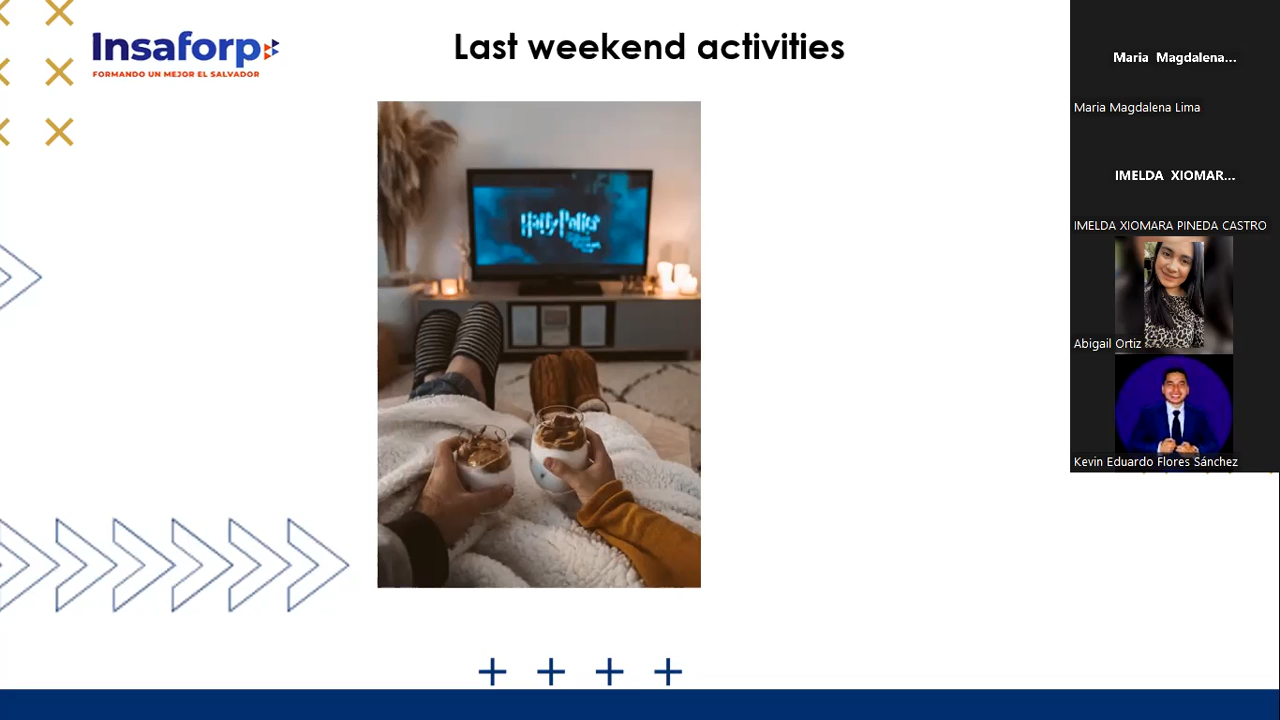 Insaforp
FORMANDO UN MEJOR EL SALVADOR
Last weekend activities
Harry Potter
Maria Magdalena...
Maria Magdalena Lima
IMELDA XIOMAR...
IMELDA XIOMARA PINEDA CASTRO
Abigail Ortiz
Kevin Eduardo Flores Sánchez